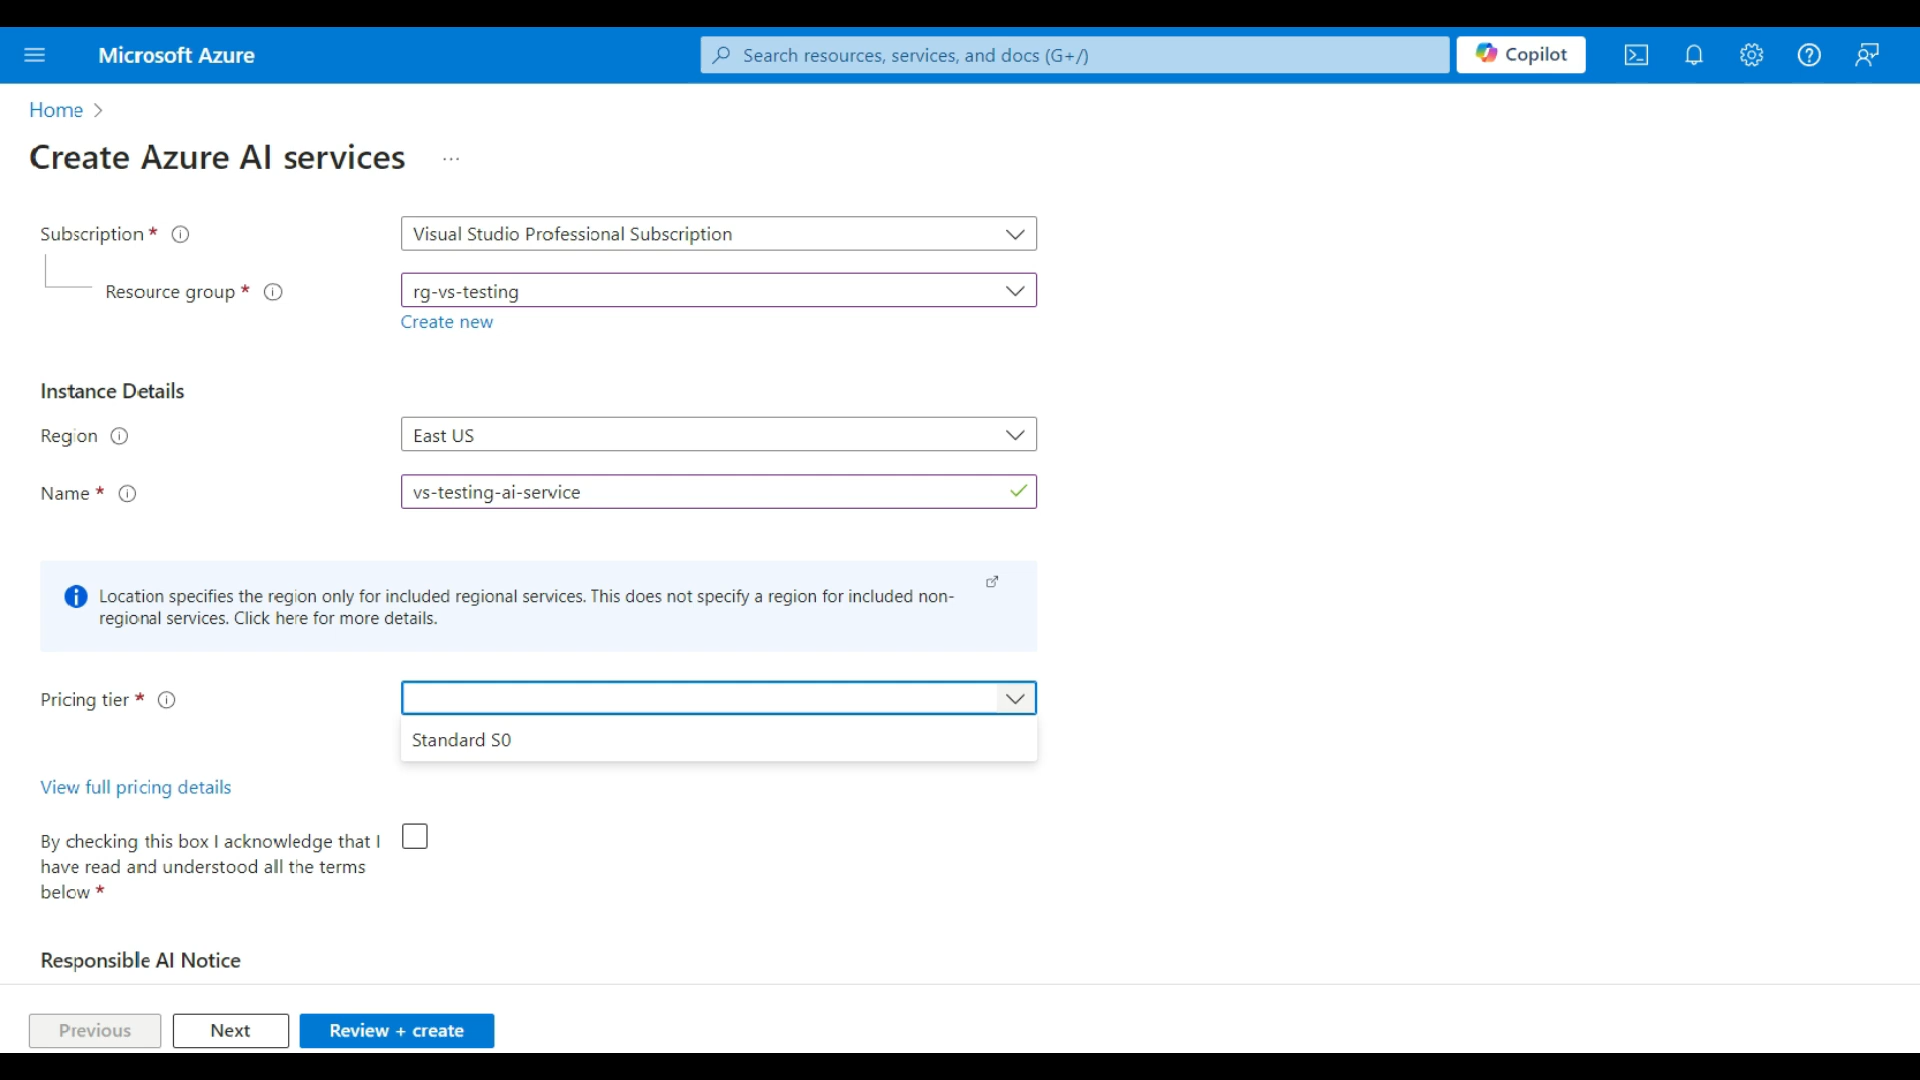 Microsoft Azure
Search resources, services, and docs (G+/)
Copilot
Home
Create Azure AI services
Subscription *
Visual Studio Professional Subscription
Resource group *
rg-vs-testing
Create new
Instance Details
Region
East US
Name *
vs-testing-ai-service
Location specifies the region only for included regional services. This does not specify a region for included non-
regional services. Click here for more details.
Pricing tier *
Standard S0
View full pricing details
By checking this box I acknowledge that I
have read and understood all the terms
below *
Responsible AI Notice
Previous
Next
Review + create